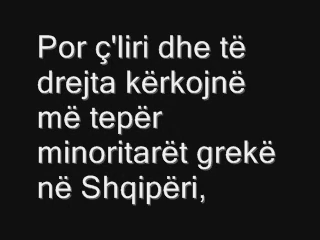 Por ç'liri dhe të
drejta kërkojnë
më tepër
minoritarët grekë
në Shqipëri,